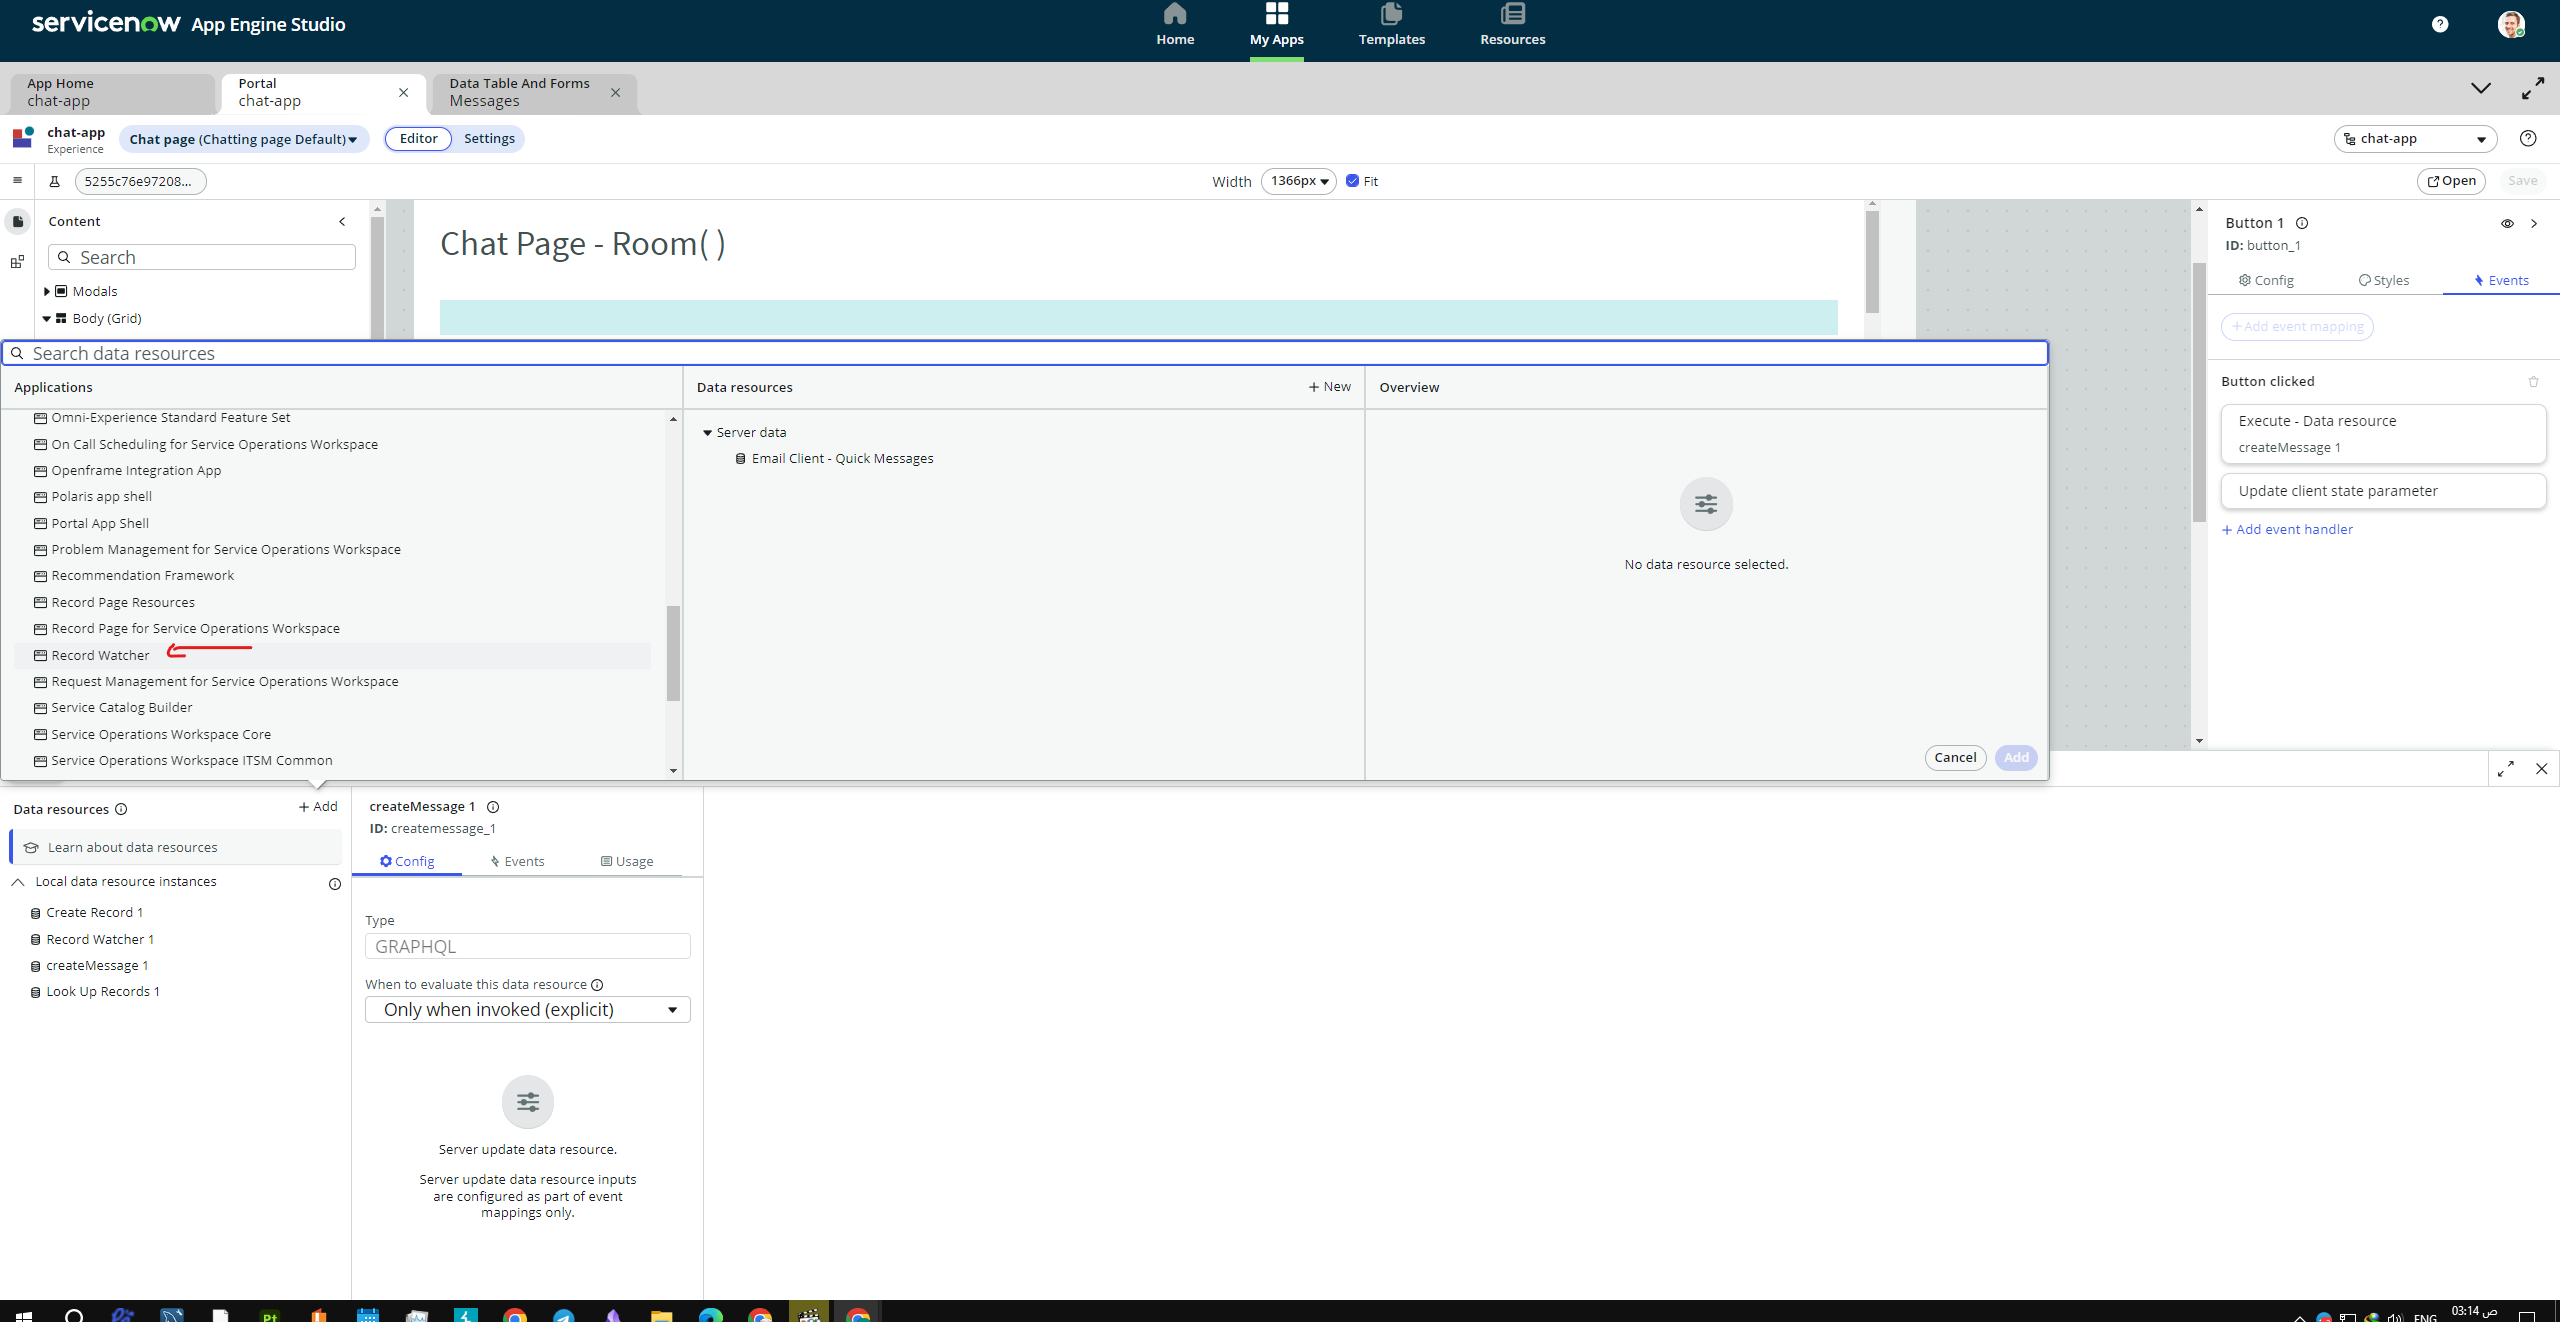 servicenow App Engine Studio
Home
My Apps
Templates
Resources
App Home
chat-app
Portal
chat-app
Data Table And Forms
Messages
chat-app
Experience
Chat page (Chatting page Default)
Editor
Settings
chat-app
5255c76e97208...
Width
1366px
Fit
Open
Save
Content
Search
Modals
Body (Grid)
Chat Page - Room( )
Button 1
ID: button_1
Config
Styles
Events
+ Add event mapping
Button clicked
Execute - Data resource
createMessage 1
Update client state parameter
+ Add event handler
Search data resources
Applications
Omni-Experience Standard Feature Set
On Call Scheduling for Service Operations Workspace
Openframe Integration App
Polaris app shell
Portal App Shell
Problem Management for Service Operations Workspace
Recommendation Framework
Record Page Resources
Record Page for Service Operations Workspace
Record Watcher
Request Management for Service Operations Workspace
Service Catalog Builder
Service Operations Workspace Core
Service Operations Workspace ITSM Common
Data resources
+ New
Server data
Email Client - Quick Messages
Overview
No data resource selected.
Cancel
Add
Data resources
+ Add
Learn about data resources
Local data resource instances
Create Record 1
Record Watcher 1
createMessage 1
Look Up Records 1
createMessage 1
ID: createmessage_1
Config
Events
Usage
Type
GRAPHQL
When to evaluate this data resource
Only when invoked (explicit)
Server update data resource.
Server update data resource inputs
are configured as part of event
mappings only.
Pt
ENG
03:14 ص